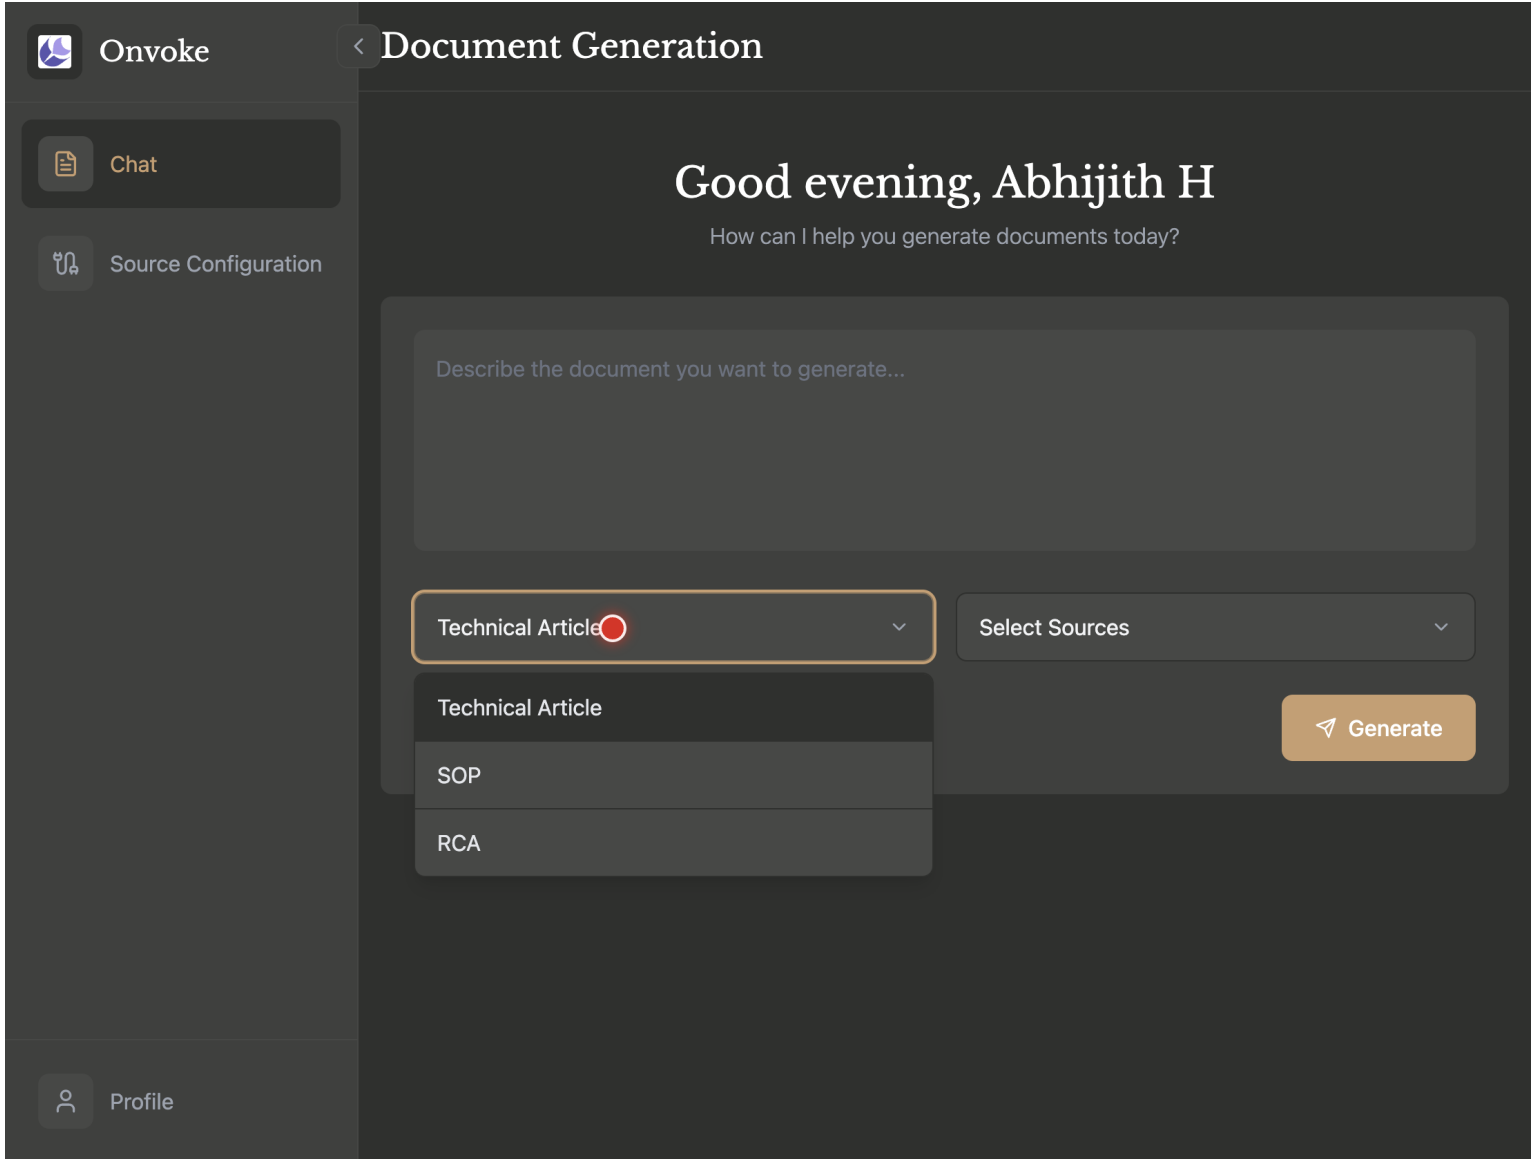 Onvoke
Document Generation
Chat
Source Configuration
Good evening, Abhijith H
How can I help you generate documents today?
Describe the document you want to generate...
Technical Article
Select Sources
Technical Article
SOP
RCA
Generate
Profile